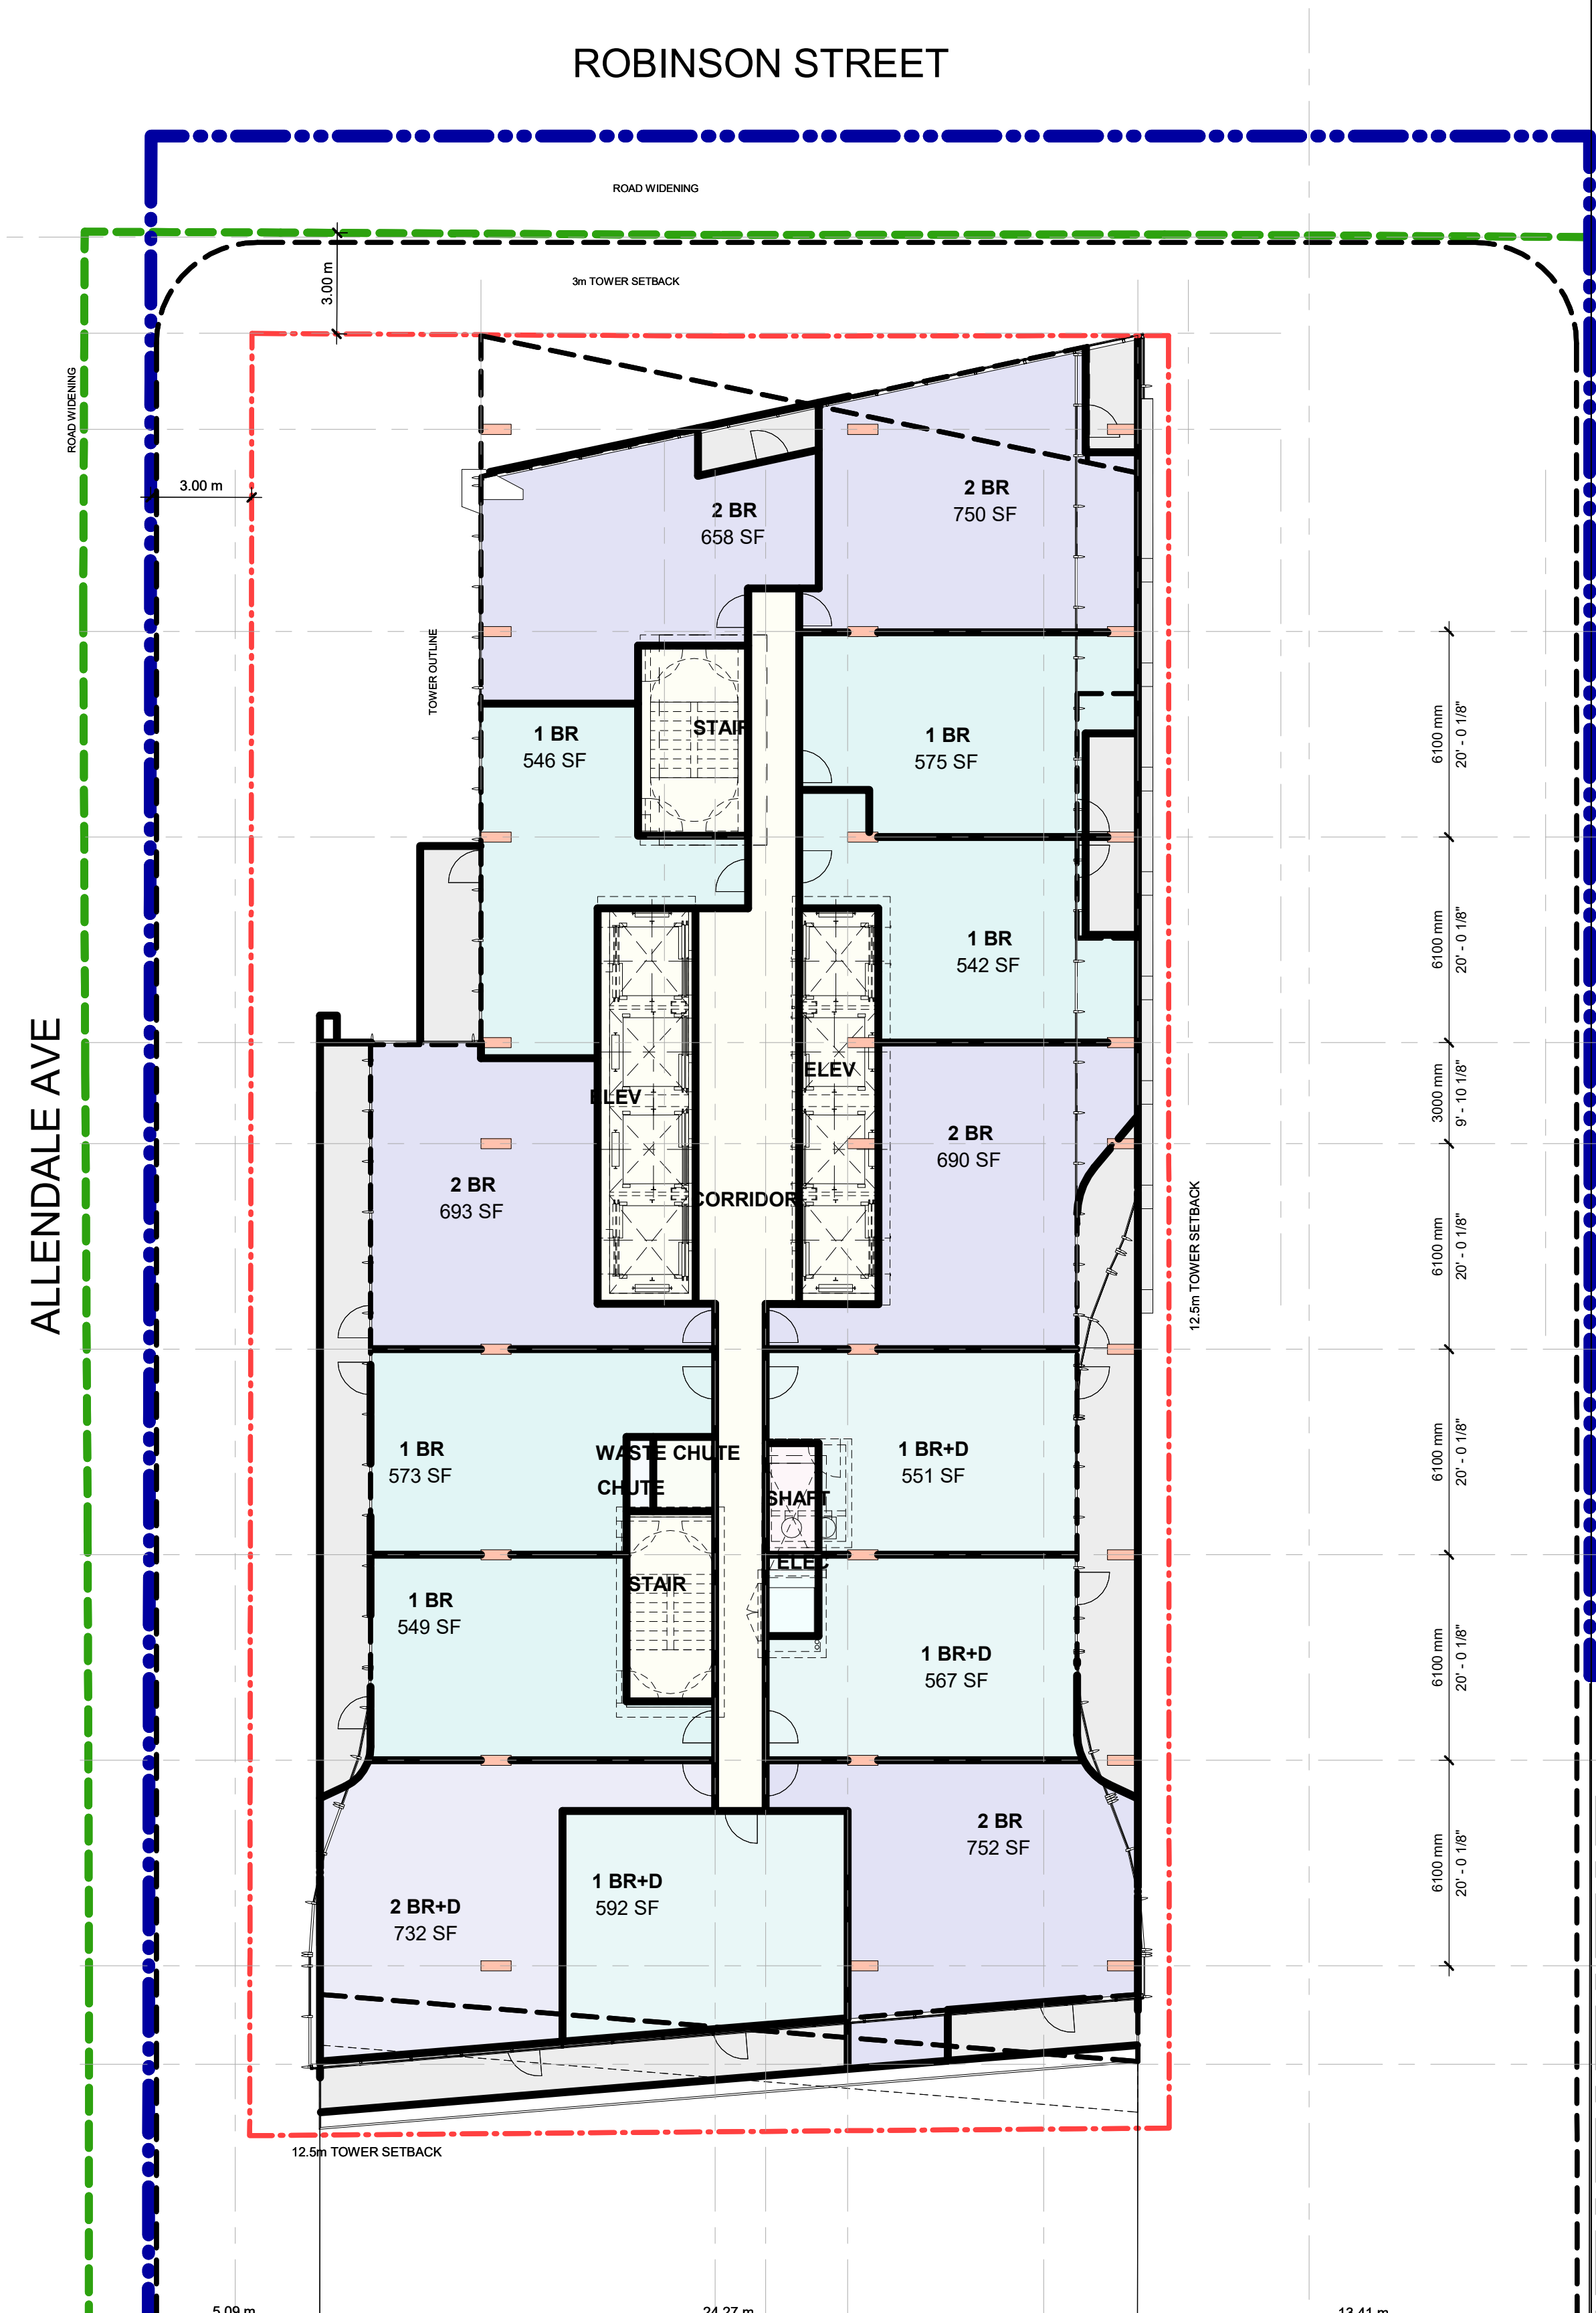 ROBINSON STREET
ROAD WIDENING
3.00 m
3m TOWER SETBACK
ROAD WIDENING
3.00 m
2 BR
750 SF
2 BR
658 SF
TOWER OUTLINE
STAIR
1 BR
546 SF
1 BR
575 SF
6100 mm
20' - 0 1/8"
1 BR
542 SF
6100 mm
20' - 0 1/8"
ALLENDALE AVE
ELEV
ELEV
3000 mm
9' - 10 1/8"
2 BR
690 SF
2 BR
693 SF
CORRIDOR
12.5m TOWER SETBACK
6100 mm
20' - 0 1/8"
1 BR
573 SF
WASTE CHUTE
CHUTE
1 BR+D
551 SF
SHAFT
6100 mm
20' - 0 1/8"
ELEC
STAIR
1 BR
549 SF
1 BR+D
567 SF
6100 mm
20' - 0 1/8"
2 BR
752 SF
1 BR+D
592 SF
2 BR+D
732 SF
6100 mm
20' - 0 1/8"
12.5m TOWER SETBACK
5.09 m
24.27 m
13.41 m